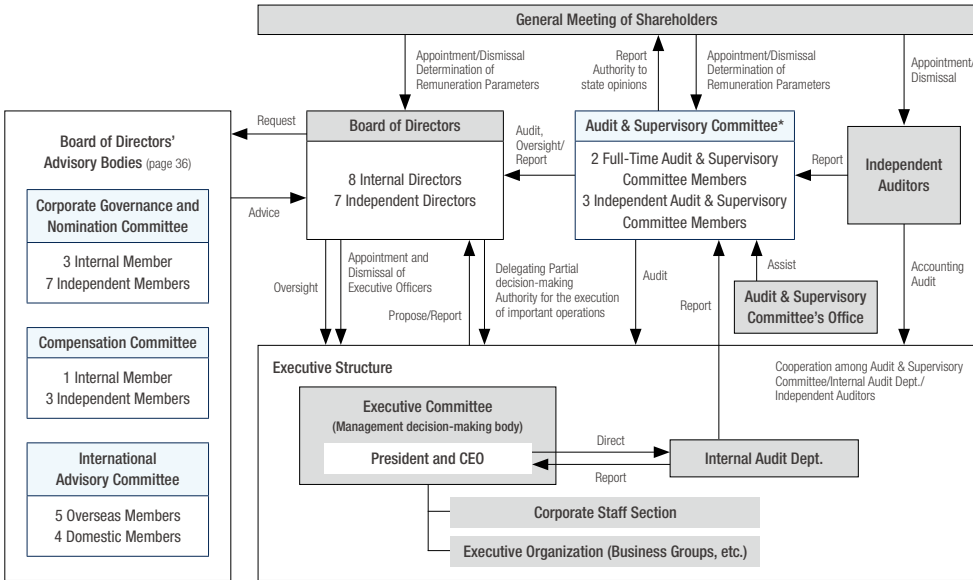 General Meeting of Shareholders
Appointment/Dismissal
Determination of
Remuneration Parameters
Report
Authority to
state opinions
Appointment/Dismissal
Determination of
Remuneration Parameters
Appointment/
Dismissal
Board of Directors'
Advisory Bodies (page 36)
Corporate Governance and
Nomination Committee
3 Internal Member
7 Independent Members
Compensation Committee
1 Internal Member
3 Independent Members
International
Advisory Committee
5 Overseas Members
4 Domestic Members
Request
Advice
Board of Directors
8 Internal Directors
7 Independent Directors
Audit,
Oversight/
Report
Audit & Supervisory Committee*
2 Full-Time Audit & Supervisory
Committee Members
3 Independent Audit & Supervisory
Committee Members
Report
Independent
Auditors
Oversight
Appointment and
Dismissal of
Executive Officers
Propose/Report
Delegating Partial
decision-making
Authority for the execution
of important operations
Audit
Report
Assist
Audit & Supervisory
Committee's Office
Accounting
Audit
Executive Structure
Cooperation among Audit & Supervisory
Committee/Internal Audit Dept./
Independent Auditors
Executive Committee
(Management decision-making body)
President and CEO
Direct
Report
Internal Audit Dept.
Corporate Staff Section
Executive Organization (Business Groups, etc.)